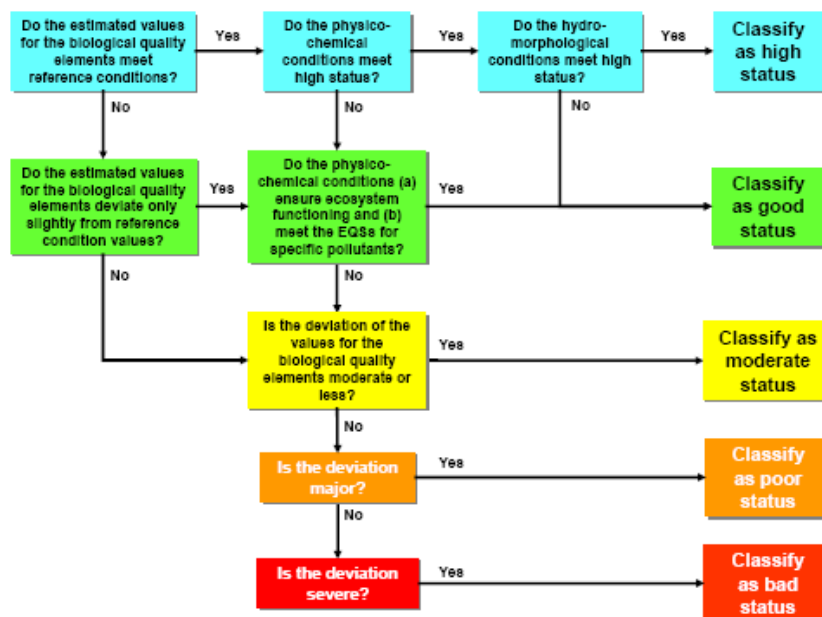 Do the estimated values
for the biological quality
elements meet
reference conditions?
Yes
Do the physico-
chemical
conditions meet
high status?
Yes
Do the hydro-
morphological
conditions meet high
status?
Yes
Classify
as high
status
No
No
No
Do the estimated values
for the biological quality
elements deviate only
slightly from reference
condition values?
Yes
Do the physico-
chemical conditions (a)
ensure ecosystem
functioning and (b)
meet the EQSs for
specific pollutants?
Yes
Classify
as good
status
No
No
Is the deviation of the
values for the
biological quality
elements moderate or
less?
Yes
Classify as
moderate
status
No
Is the deviation
major?
Yes
Classify
as poor
status
No
Is the deviation
severe?
Yes
Classify
as bad
status